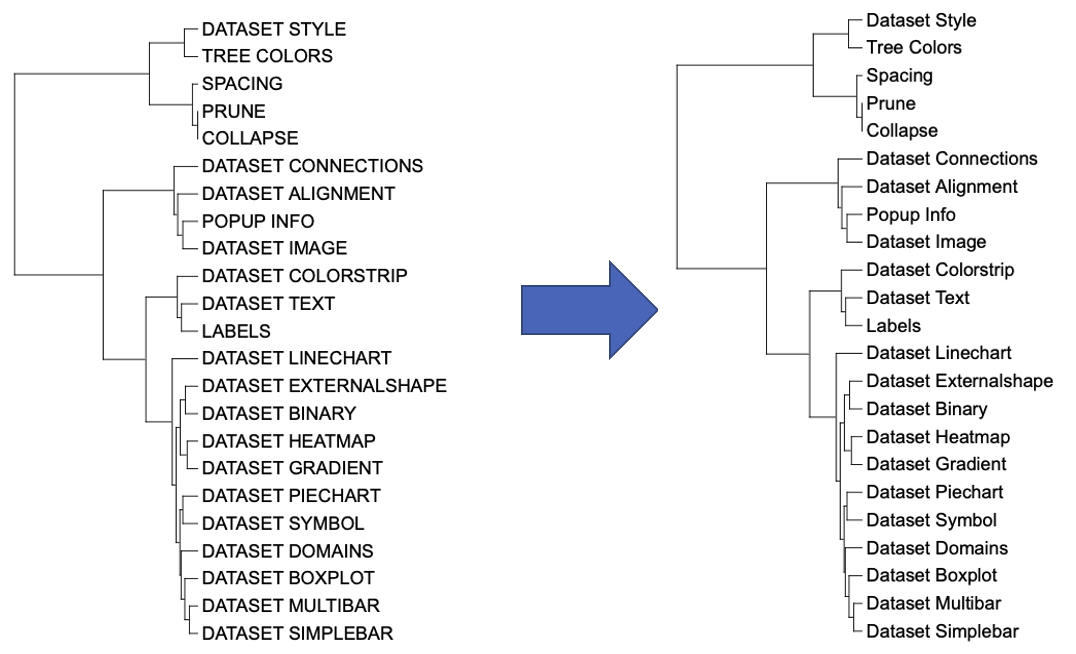 DATASET STYLE
TREE COLORS
SPACING
PRUNE
COLLAPSE
DATASET CONNECTIONS
DATASET ALIGNMENT
POPUP INFO
DATASET IMAGE
DATASET COLORSTRIP
DATASET TEXT
LABELS
DATASET LINECHART
DATASET EXTERNALSHAPE
DATASET BINARY
DATASET HEATMAP
DATASET GRADIENT
DATASET PIECHART
DATASET SYMBOL
DATASET DOMAINS
DATASET BOXPLOT
DATASET MULTIBAR
DATASET SIMPLEBAR
Dataset Style
Tree Colors
Spacing
Prune
Collapse
Dataset Connections
Dataset Alignment
Popup Info
Dataset Image
Dataset Colorstrip
Dataset Text
Labels
Dataset Linechart
Dataset Externalshape
Dataset Binary
Dataset Heatmap
Dataset Gradient
Dataset Piechart
Dataset Symbol
Dataset Domains
Dataset Boxplot
Dataset Multibar
Dataset Simplebar